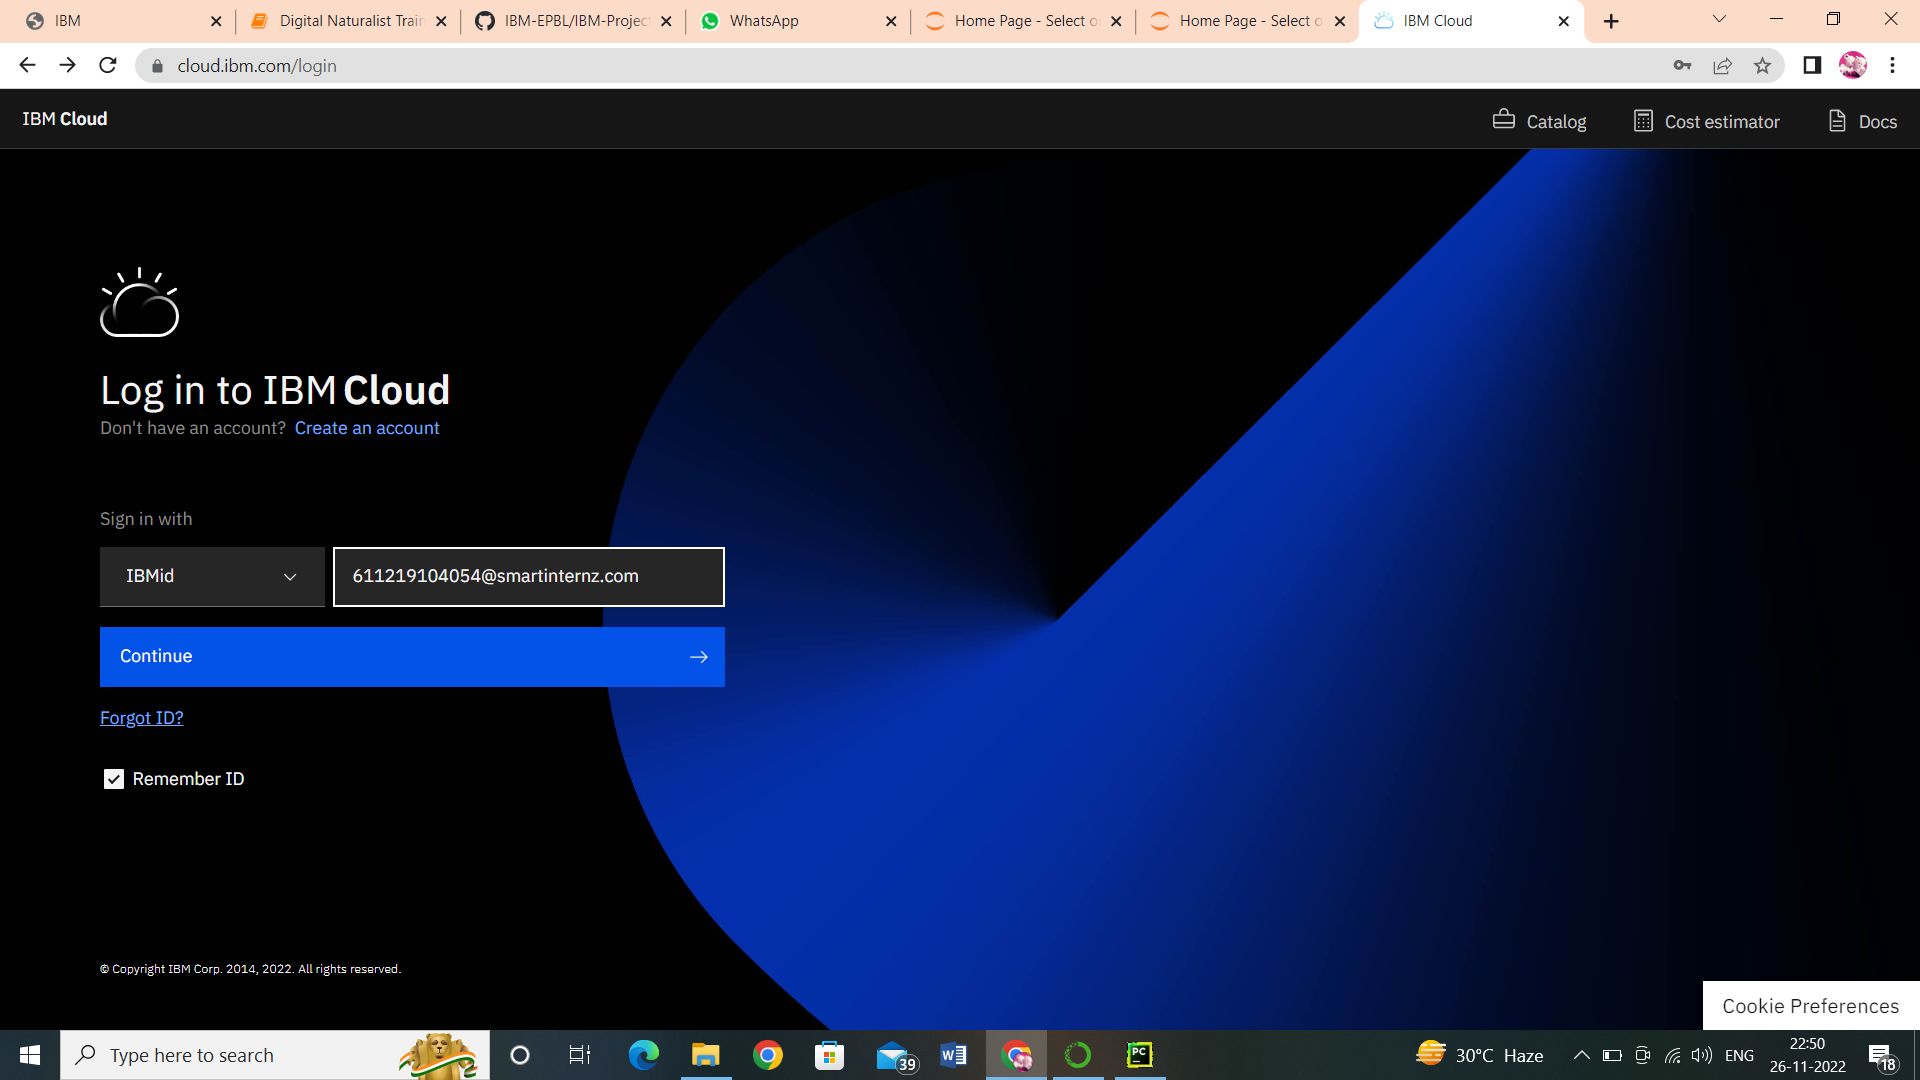 IBM
Digital Naturalist Train
IBM-EPBL/IBM-Project
WhatsApp
Home Page - Select o
Home Page - Select o
IBM Cloud
cloud.ibm.com/login
IBM Cloud
Catalog
Cost estimator
Docs
Log in to IBM Cloud
Don't have an account? Create an account
Sign in with
IBMid
611219104054@smartinternz.com
Continue
Forgot ID?
Remember ID
© Copyright IBM Corp. 2014, 2022. All rights reserved.
Cookie Preferences
Type here to search
39
PC
30°C Haze
ENG
22:50
26-11-2022
18